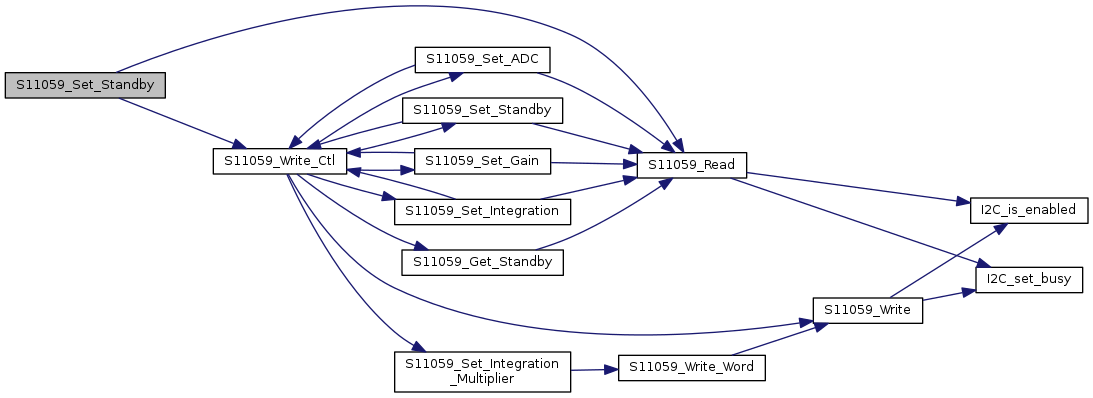 S11059_Set_Standby
S11059_Write_Ctl
S11059_Set_ADC
S11059_Set_Standby
S11059_Set_Gain
S11059_Set_Integration
S11059_Get_Standby
S11059_Set_Integration
_Multiplier
S11059_Read
S11059_Write_Word
S11059_Write
I2C_is_enabled
I2C_set_busy